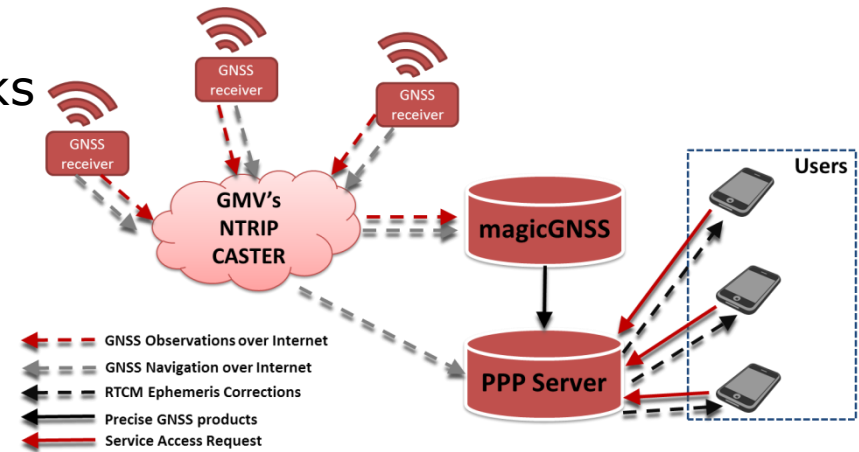 ks
GNSS
receiver
GNSS
receiver
GNSS
receiver
GMV's
NTRIP
CASTER
magicGNSS
Users
PPP Server
GNSS Observations over Internet
GNSS Navigation over Internet
RTCM Ephemeris Corrections
Precise GNSS products
Service Access Request